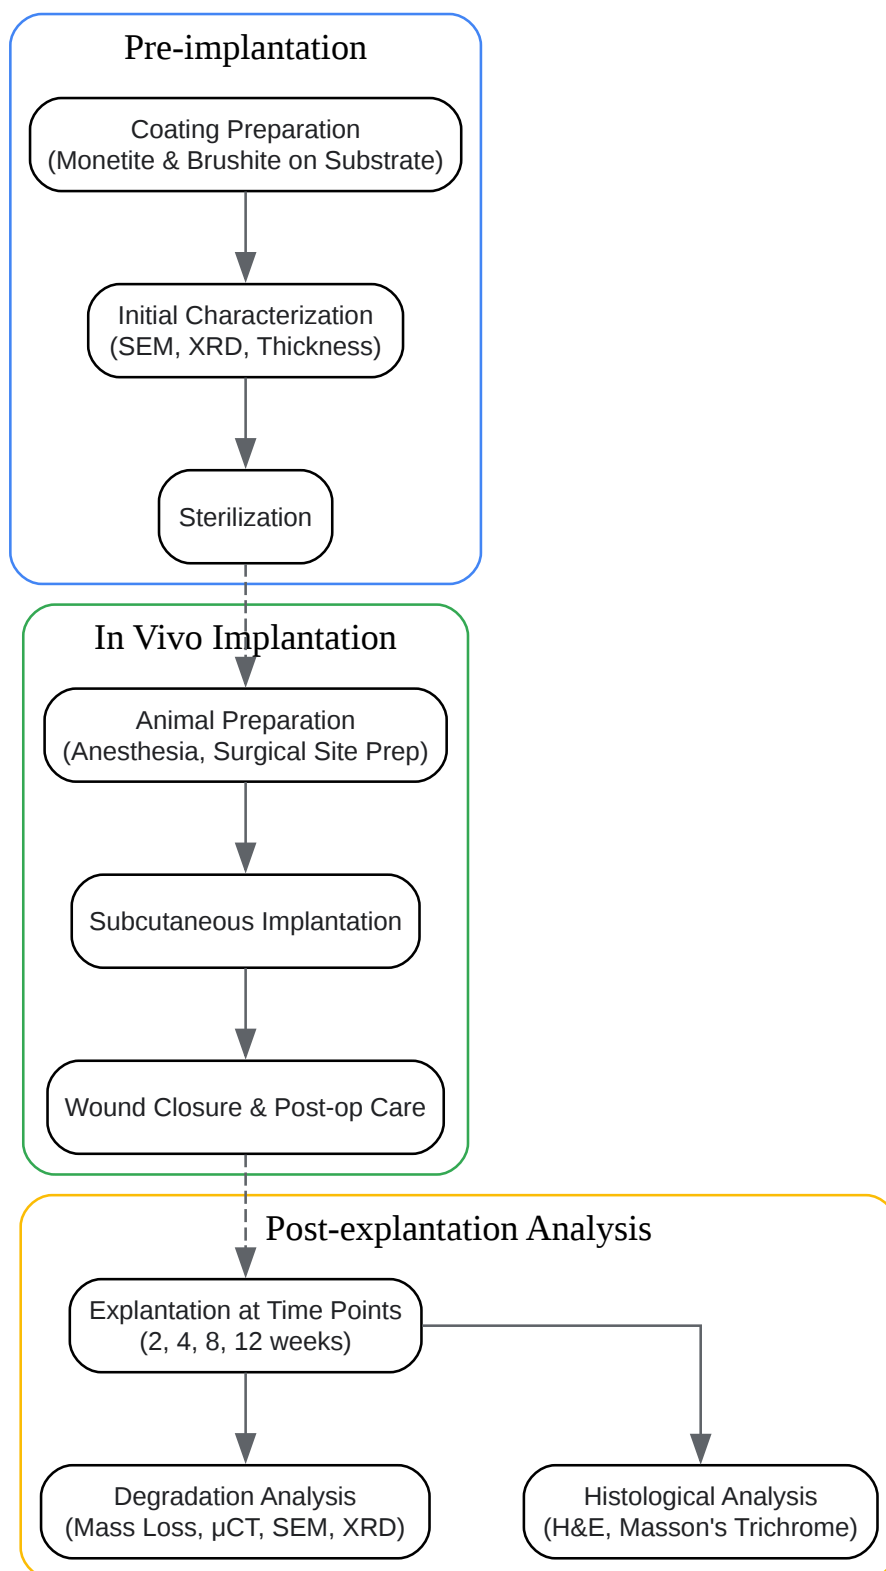 Pre-implantation
Coating Preparation
(Monetite & Brushite on Substrate)
Initial Characterization
(SEM, XRD, Thickness)
Sterilization
In Vivo Implantation
Animal Preparation
(Anesthesia, Surgical Site Prep)
Subcutaneous Implantation
Wound Closure & Post-op Care
Post-explantation Analysis
Explantation at Time Points
(2, 4, 8, 12 weeks)
Degradation Analysis
(Mass Loss, µCT, SEM, XRD)
Histological Analysis
(H&E, Masson's Trichrome)